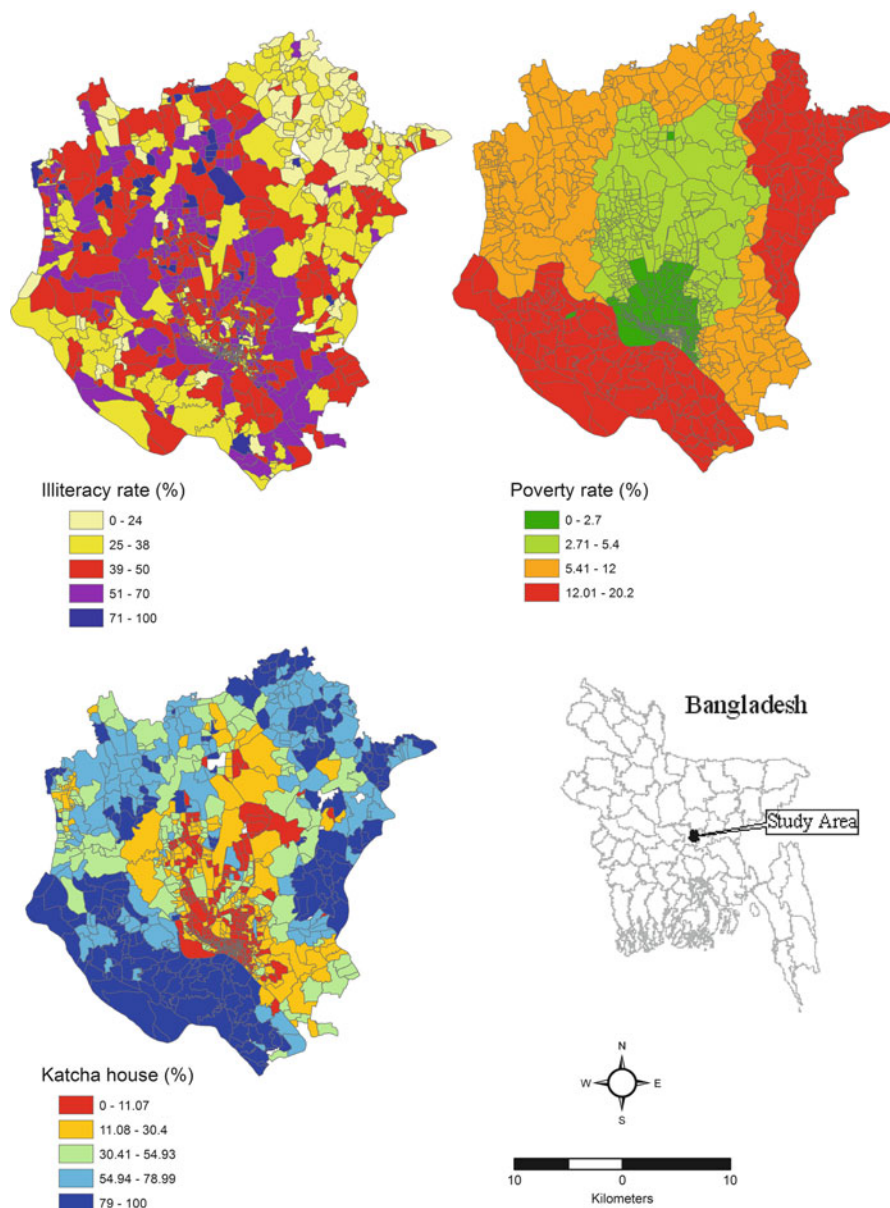 Illiteracy rate (%)
0 - 24
25 - 38
39 - 50
51 - 70
71 - 100
Poverty rate (%)
0 - 2.7
2.71 - 5.4
5.41 - 12
12.01 - 20.2
Katcha house (%)
0 - 11.07
11.08 - 30.4
30.41 - 54.93
54.94 - 78.99
79 - 100
Bangladesh
Study Area
N
W E
S
10 0 10
Kilometers